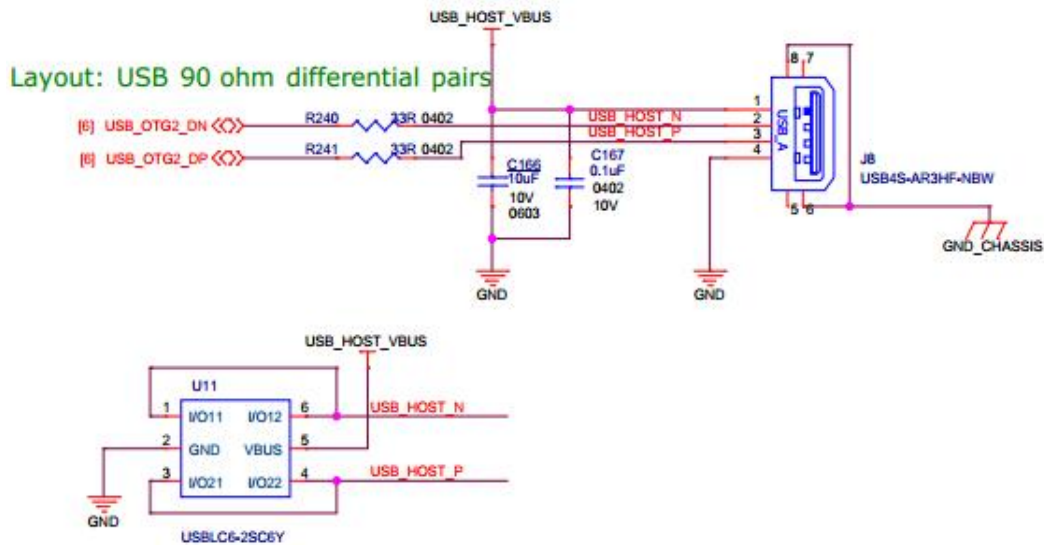 USB_HOST_VBUS
Layout: USB 90 ohm differential pairs
8 7
[6] USB_OTG2_DN R240 33R 0402 USB_HOST_N
[6] USB_OTG2_DP R241 33R 0402 USB_HOST_P
1
2
3
4
USB_A
C166
10uF
10V
0603
C167
0.1uF
0402
10V
J8
USB4S-AR3HF-NBW
5 6
GND_CHASSIS
GND
GND
USB_HOST_VBUS
U11
1 I/O11 I/O12 6 USB_HOST_N
2 GND VBUS 5
3 I/O21 I/O22 4 USB_HOST_P
GND
USBLC6-2SC6Y